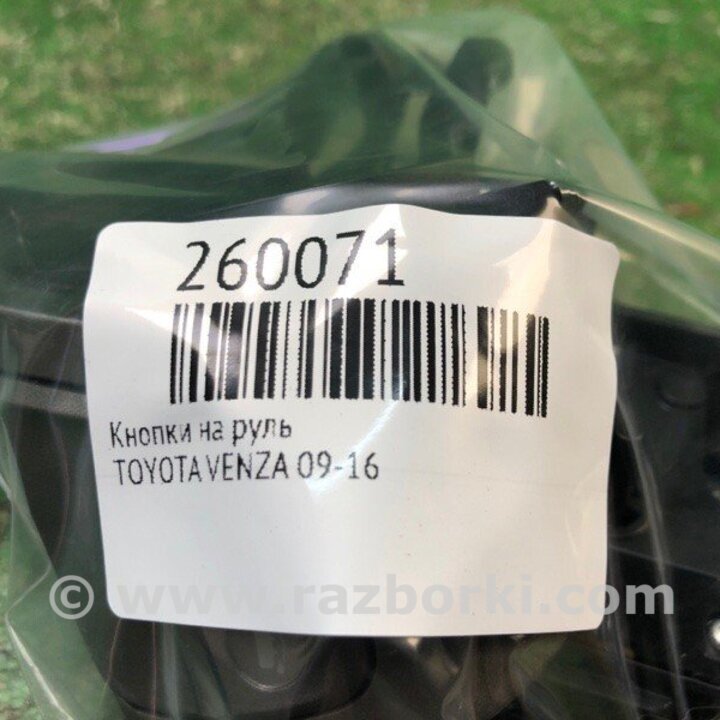 260071
Кнопки на руль
TOYOTA VENZA 09-16
© www.razborki.com